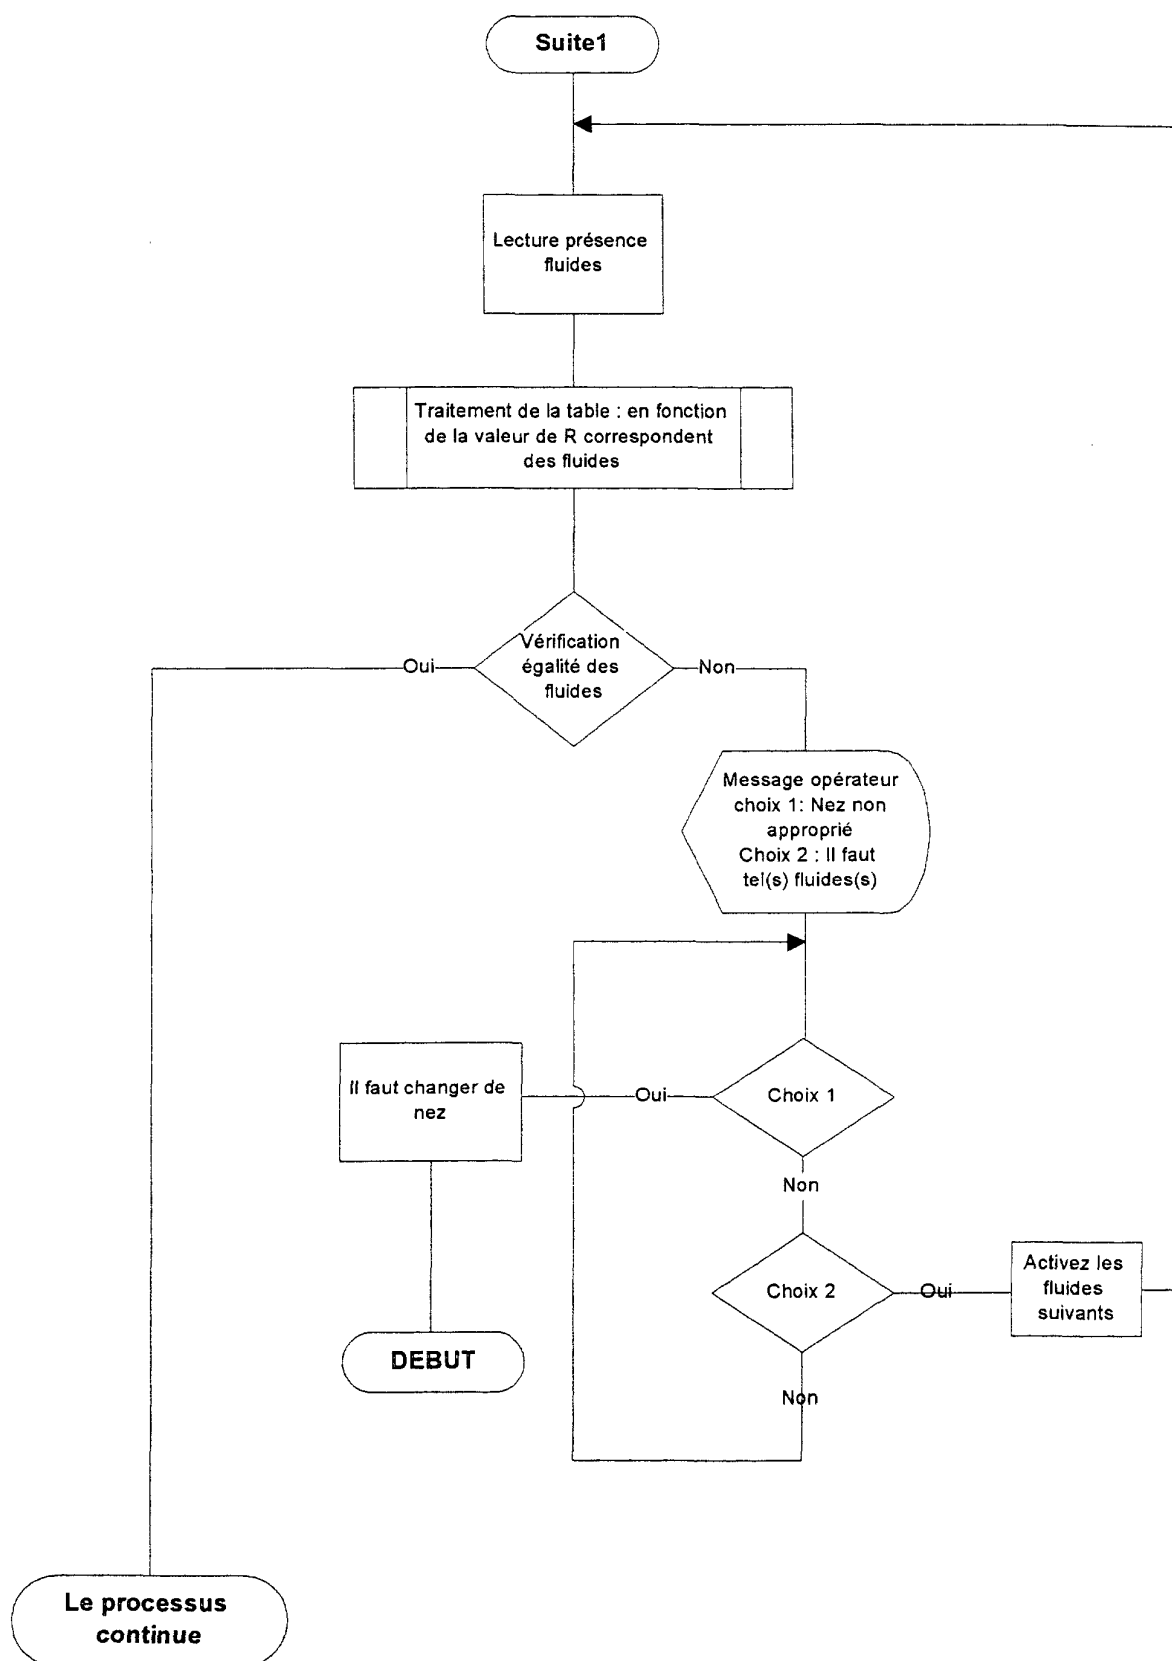 Suite1
Lecture présence
fluides
Traitement de la table : en fonction
de la valeur de R correspondent
des fluides
Vérification
égalité des
fluides
Oui
Non
Message opérateur
choix 1: Nez non
approprié
Choix 2 : Il faut
tel(s) fluides(s)
Il faut changer de
nez
Oui
Choix 1
Non
Choix 2
Oui
Activez les
fluides
suivants
DEBUT
Non
Le processus
continue